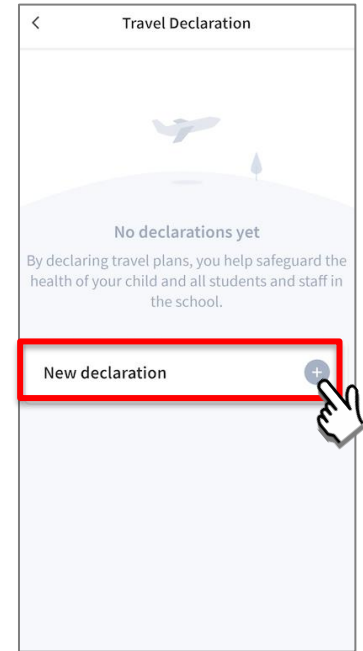 Travel Declaration
No declarations yet
By declaring travel plans, you help safeguard the
health of your child and all students and staff in
the school.
New declaration